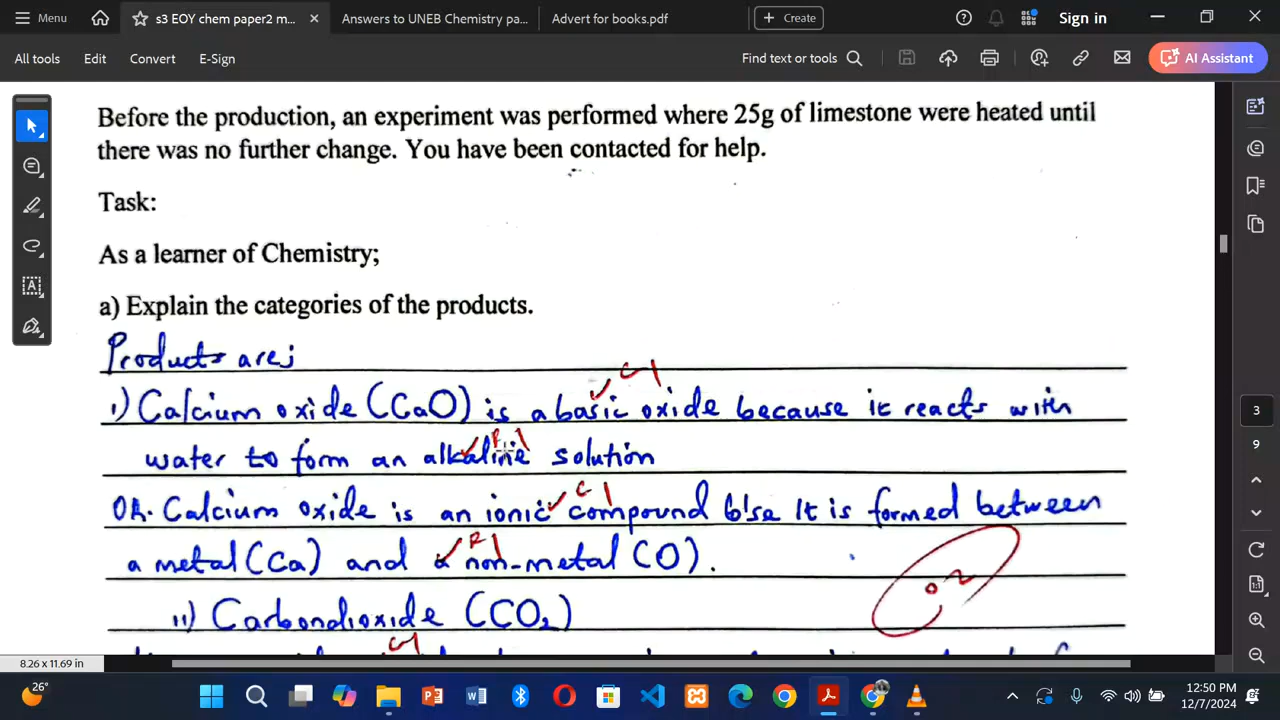 Menu
s3 EOY chem paper2 m...
Answers to UNEB Chemistry pa...
Advert for books.pdf
Create
Sign in
All tools
Edit
Convert
E-Sign
Find text or tools
AI Assistant
Before the production, an experiment was performed where 25g of limestone were heated until
there was no further change. You have been contacted for help.
Task:
As a learner of Chemistry;
a) Explain the categories of the products.
Products are;
C1
i) Calcium oxide (CaO) is a basic oxide because it reacts with
R1
water to form an alkaline solution
C1
OR. Calcium oxide is an ionic compound b'se It is formed between
R1
a metal (Ca) and a non-metal (O).
02
ii) Carbondioxide (CO₂)
C1
3
9
8.26 x 11.69 in
26°
12:50 PM
12/7/2024